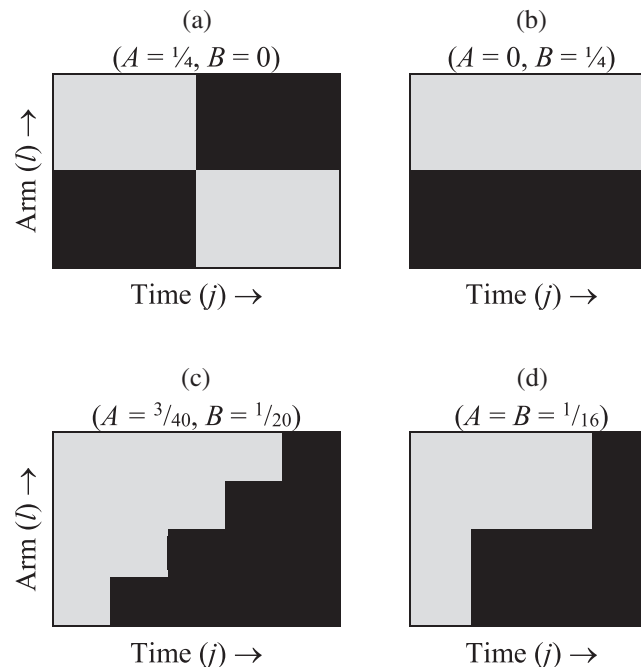 (a)
(A = ¼, B = 0)
Arm (l) →
Time (j) →
(b)
(A = 0, B = ¼)
Time (j) →
(c)
(A = 3/40, B = 1/20)
Arm (l) →
Time (j) →
(d)
(A = B = 1/16)
Time (j) →